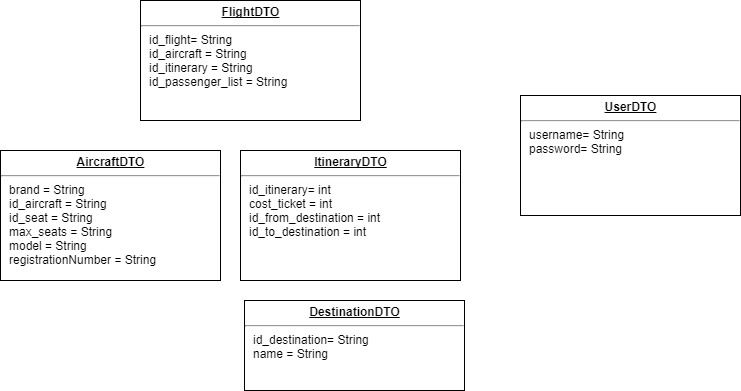 FlightDTO
id_flight= String
id_aircraft = String
id_itinerary = String
id_passenger_list = String
UserDTO
username= String
password= String
AircraftDTO
brand = String
id_aircraft = String
id_seat = String
max_seats = String
model = String
registrationNumber = String
ItineraryDTO
id_itinerary= int
cost_ticket = int
id_from_destination = int
id_to_destination = int
DestinationDTO
id_destination= String
name = String